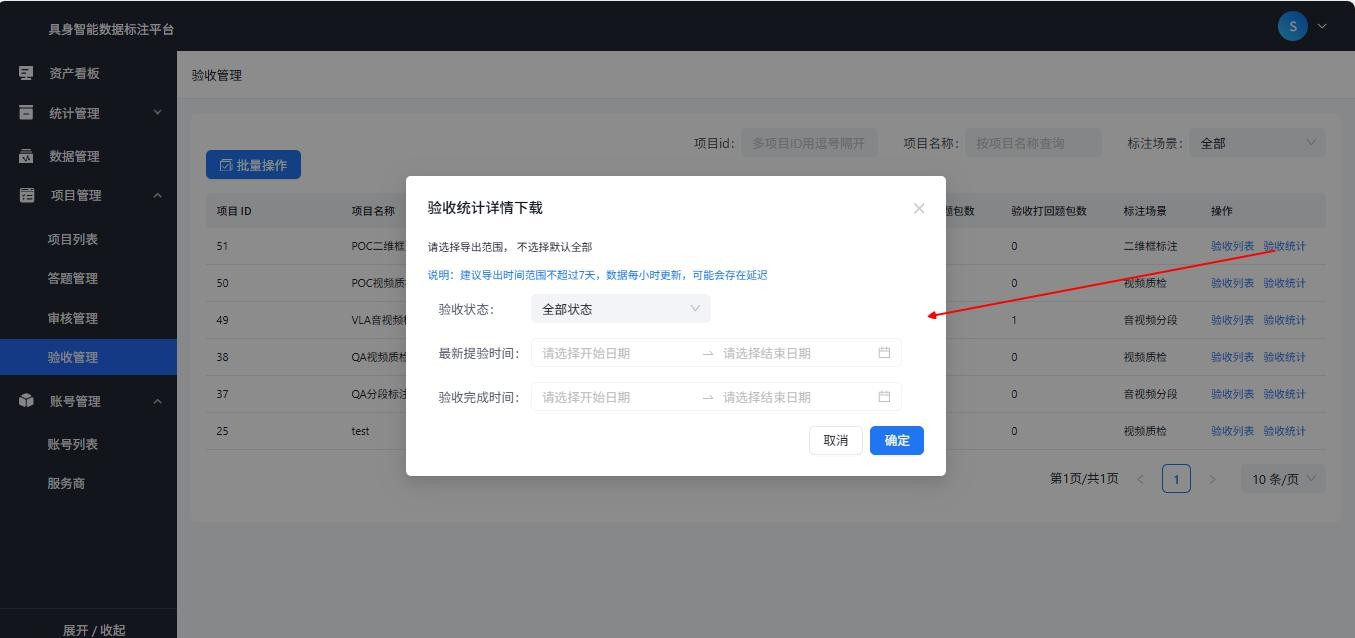 具身智能数据标注平台
S
资产看板
统计管理
数据管理
项目管理
项目列表
答题管理
审核管理
验收管理
账号管理
账号列表
服务商
展开 / 收起
验收管理
项目id: 多项目ID用逗号隔开 项目名称: 按项目名称查询 标注场景: 全部
批量操作
项目 ID 项目名称 题包数 验收打回题包数 标注场景 操作
51 POC二维框 0 二维框标注 验收列表 验收统计
50 POC视频质 0 视频质检 验收列表 验收统计
49 VLA音视频 1 音视频分段 验收列表 验收统计
38 QA视频质检 0 视频质检 验收列表 验收统计
37 QA分段标注 0 音视频分段 验收列表 验收统计
25 test 0 视频质检 验收列表 验收统计
第1页/共1页 1 10 条/页
验收统计详情下载
请选择导出范围， 不选择默认全部
说明：建议导出时间范围不超过7天，数据每小时更新，可能会存在延迟
验收状态: 全部状态
最新提验时间: 请选择开始日期 → 请选择结束日期
验收完成时间: 请选择开始日期 → 请选择结束日期
取消 确定